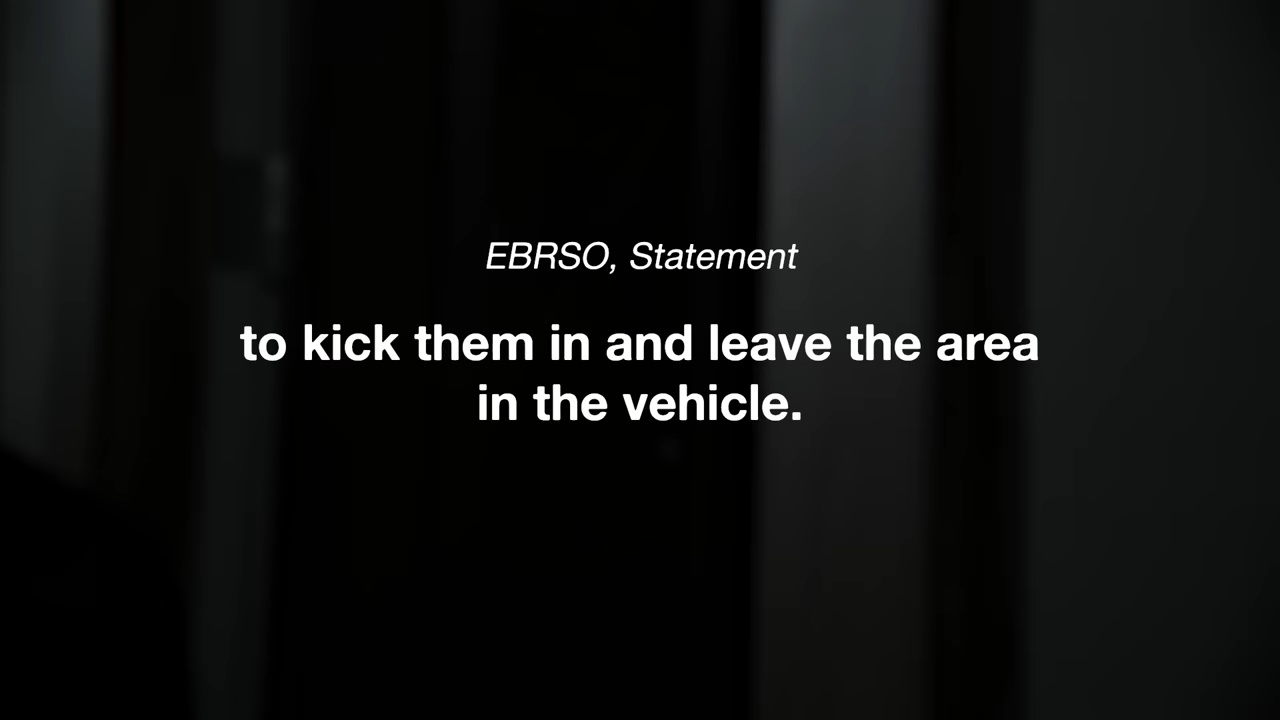 EBRSO, Statement
to kick them in and leave the area
in the vehicle.